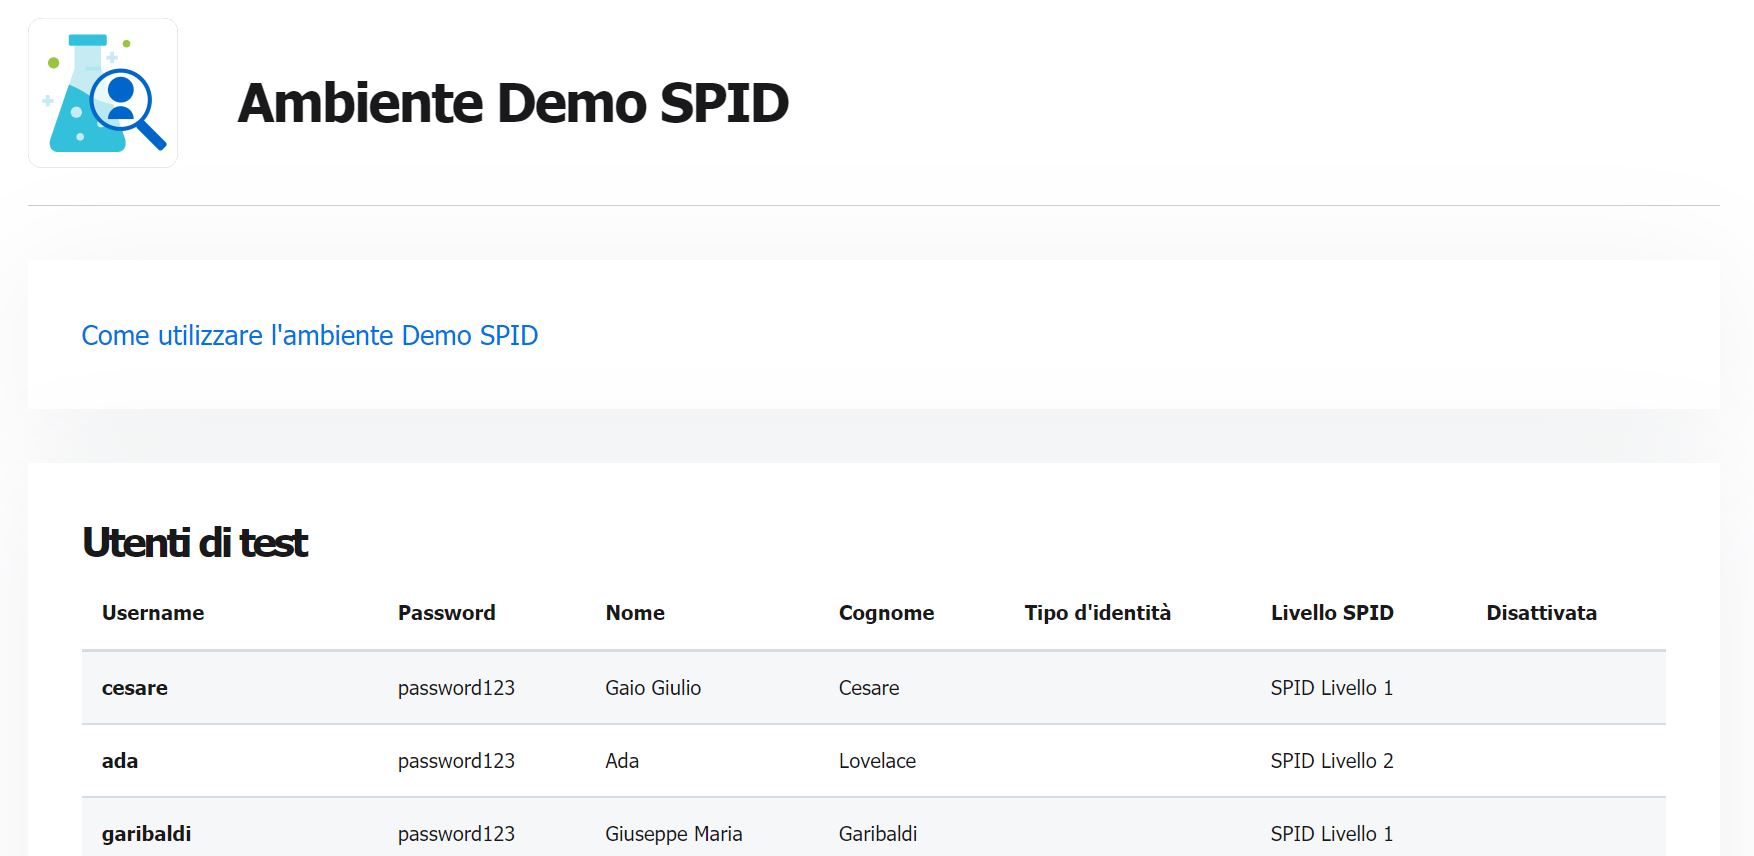 Ambiente Demo SPID
Come utilizzare l'ambiente Demo SPID
Utenti di test
Username Password Nome Cognome Tipo d'identità Livello SPID Disattivata
cesare password123 Gaio Giulio Cesare SPID Livello 1
ada password123 Ada Lovelace SPID Livello 2
garibaldi password123 Giuseppe Maria Garibaldi SPID Livello 1